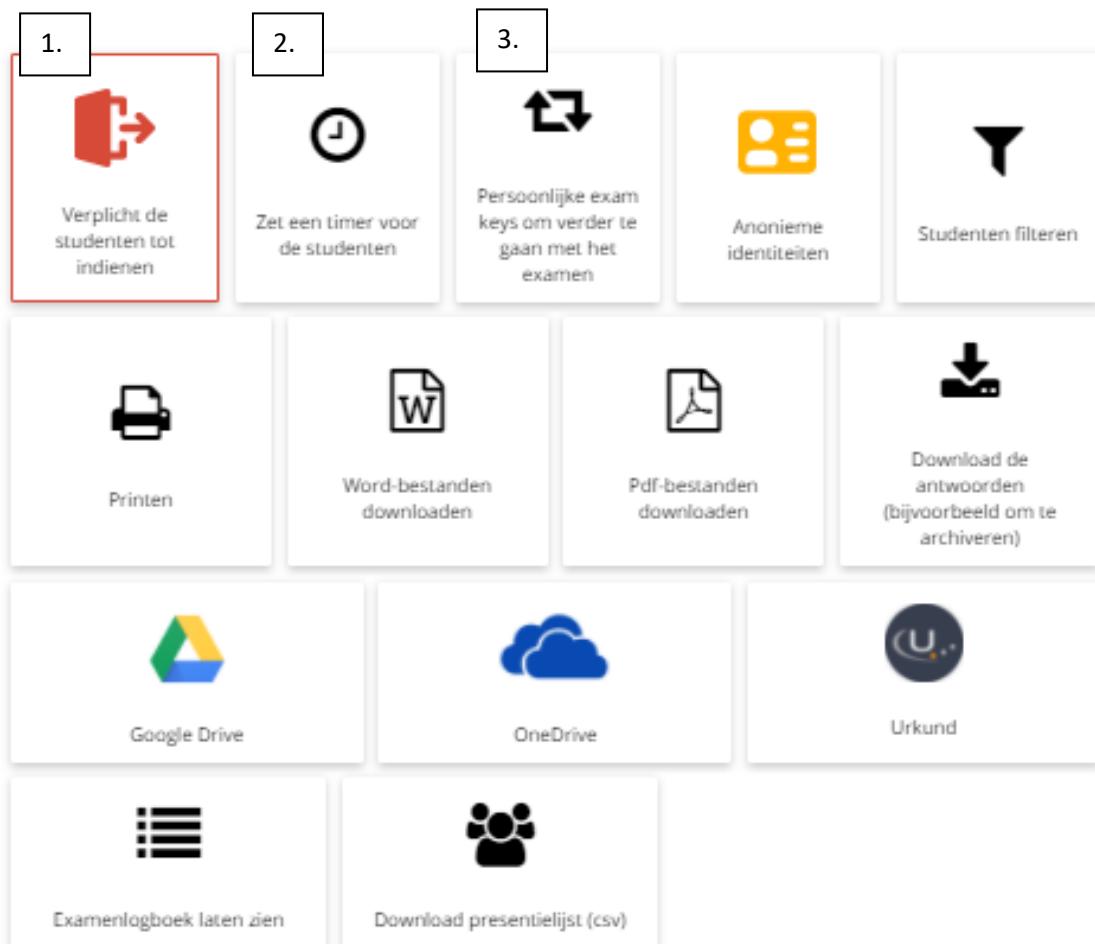 1.
2.
3.
Verplicht de
studenten tot
indienen
Zet een timer voor
de studenten
Persoonlijke exam
keys om verder te
gaan met het
examen
Anonieme
identiteiten
Studenten filteren
Printen
W
Word-bestanden
downloaden
Pdf-bestanden
downloaden
Download de
antwoorden
(bijvoorbeeld om te
archiveren)
Google Drive
OneDrive
U
Urkund
Examenlogboek laten zien
Download presentielijst (csv)